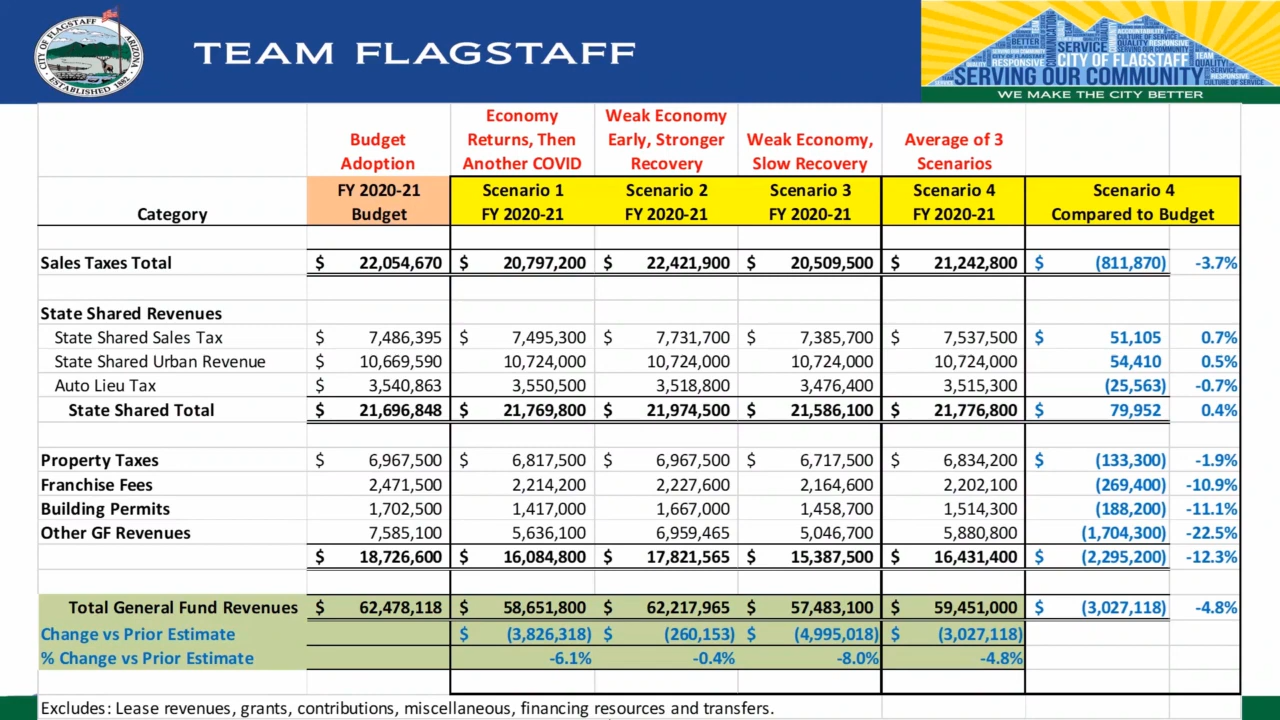 CITY OF FLAGSTAFF ARIZONA
ESTABLISHED 1882
TEAM FLAGSTAFF
BETTER
SERVICE
RESPONSIVE
CITY OF FLAGSTAFF
SERVING OUR COMMUNITY
WE MAKE THE CITY BETTER
Budget Adoption | Economy Returns, Then Another COVID | Weak Economy Early, Stronger Recovery | Weak Economy, Slow Recovery | Average of 3 Scenarios
Category | FY 2020-21 Budget | Scenario 1 FY 2020-21 | Scenario 2 FY 2020-21 | Scenario 3 FY 2020-21 | Scenario 4 FY 2020-21 | Scenario 4 Compared to Budget
Sales Taxes Total $ 22,054,670 $ 20,797,200 $ 22,421,900 $ 20,509,500 $ 21,242,800 $ (811,870) -3.7%
State Shared Revenues
State Shared Sales Tax $ 7,486,395 $ 7,495,300 $ 7,731,700 $ 7,385,700 $ 7,537,500 $ 51,105 0.7%
State Shared Urban Revenue $ 10,669,590 10,724,000 10,724,000 10,724,000 10,724,000 54,410 0.5%
Auto Lieu Tax $ 3,540,863 3,550,500 3,518,800 3,476,400 3,515,300 (25,563) -0.7%
State Shared Total $ 21,696,848 $ 21,769,800 $ 21,974,500 $ 21,586,100 $ 21,776,800 $ 79,952 0.4%
Property Taxes $ 6,967,500 $ 6,817,500 $ 6,967,500 $ 6,717,500 $ 6,834,200 $ (133,300) -1.9%
Franchise Fees 2,471,500 2,214,200 2,227,600 2,164,600 2,202,100 (269,400) -10.9%
Building Permits 1,702,500 1,417,000 1,667,000 1,458,700 1,514,300 (188,200) -11.1%
Other GF Revenues 7,585,100 5,636,100 6,959,465 5,046,700 5,880,800 (1,704,300) -22.5%
$ 18,726,600 $ 16,084,800 $ 17,821,565 $ 15,387,500 $ 16,431,400 $ (2,295,200) -12.3%
Total General Fund Revenues $ 62,478,118 $ 58,651,800 $ 62,217,965 $ 57,483,100 $ 59,451,000 $ (3,027,118) -4.8%
Change vs Prior Estimate $ (3,826,318) $ (260,153) $ (4,995,018) $ (3,027,118)
% Change vs Prior Estimate -6.1% -0.4% -8.0% -4.8%
Excludes: Lease revenues, grants, contributions, miscellaneous, financing resources and transfers.